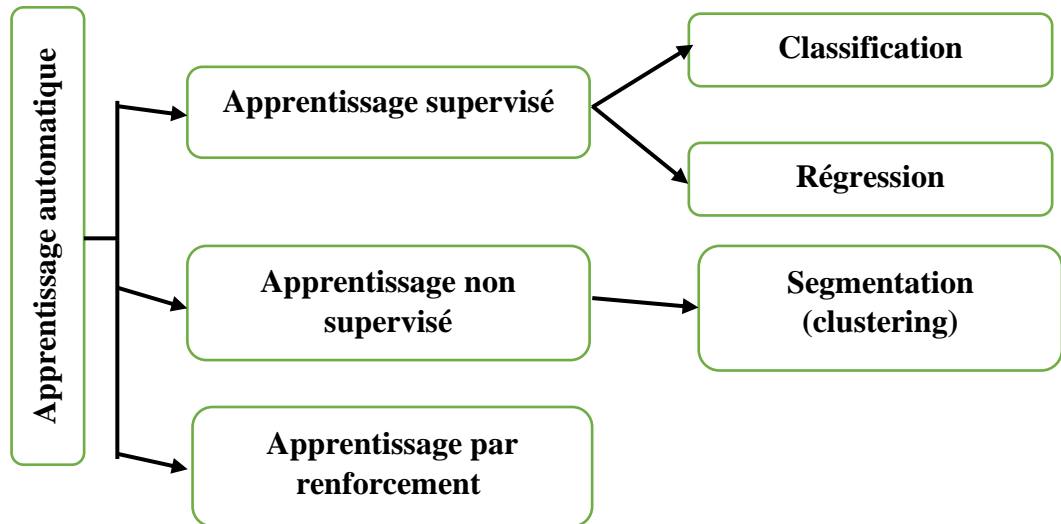 Apprentissage automatique
Apprentissage supervisé
Classification
Régression
Apprentissage non
supervisé
Segmentation
(clustering)
Apprentissage par
renforcement